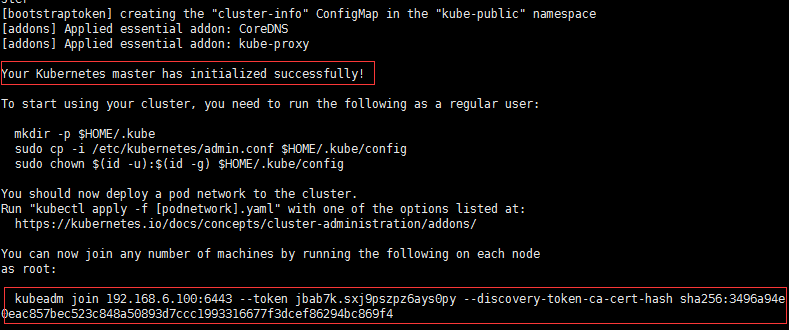 ster
[bootstraptoken] creating the "cluster-info" ConfigMap in the "kube-public" namespace
[addons] Applied essential addon: CoreDNS
[addons] Applied essential addon: kube-proxy
Your Kubernetes master has initialized successfully!
To start using your cluster, you need to run the following as a regular user:
mkdir -p $HOME/.kube
sudo cp -i /etc/kubernetes/admin.conf $HOME/.kube/config
sudo chown $(id -u):$(id -g) $HOME/.kube/config
You should now deploy a pod network to the cluster.
Run "kubectl apply -f [podnetwork].yaml" with one of the options listed at:
https://kubernetes.io/docs/concepts/cluster-administration/addons/
You can now join any number of machines by running the following on each node
as root:
kubeadm join 192.168.6.100:6443 --token jbab7k.sxj9pszpz6ays0py --discovery-token-ca-cert-hash sha256:3496a94e
0eac857bec523c848a50893d7ccc1993316677f3dcef86294bc869f4